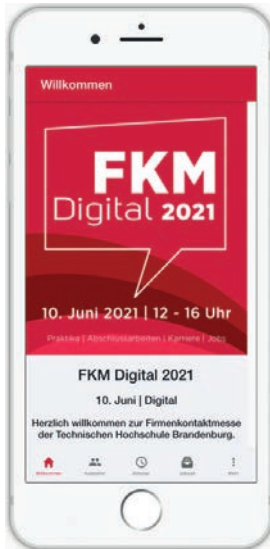 Willkommen
FKM
Digital 2021
10. Juni 2021 | 12 - 16 Uhr
Praktika | Abschlussarbeiten | Karriere | Jobs
FKM Digital 2021
10. Juni | Digital
Herzlich willkommen zur Firmenkontaktmesse
der Technischen Hochschule Brandenburg.
Willkommen